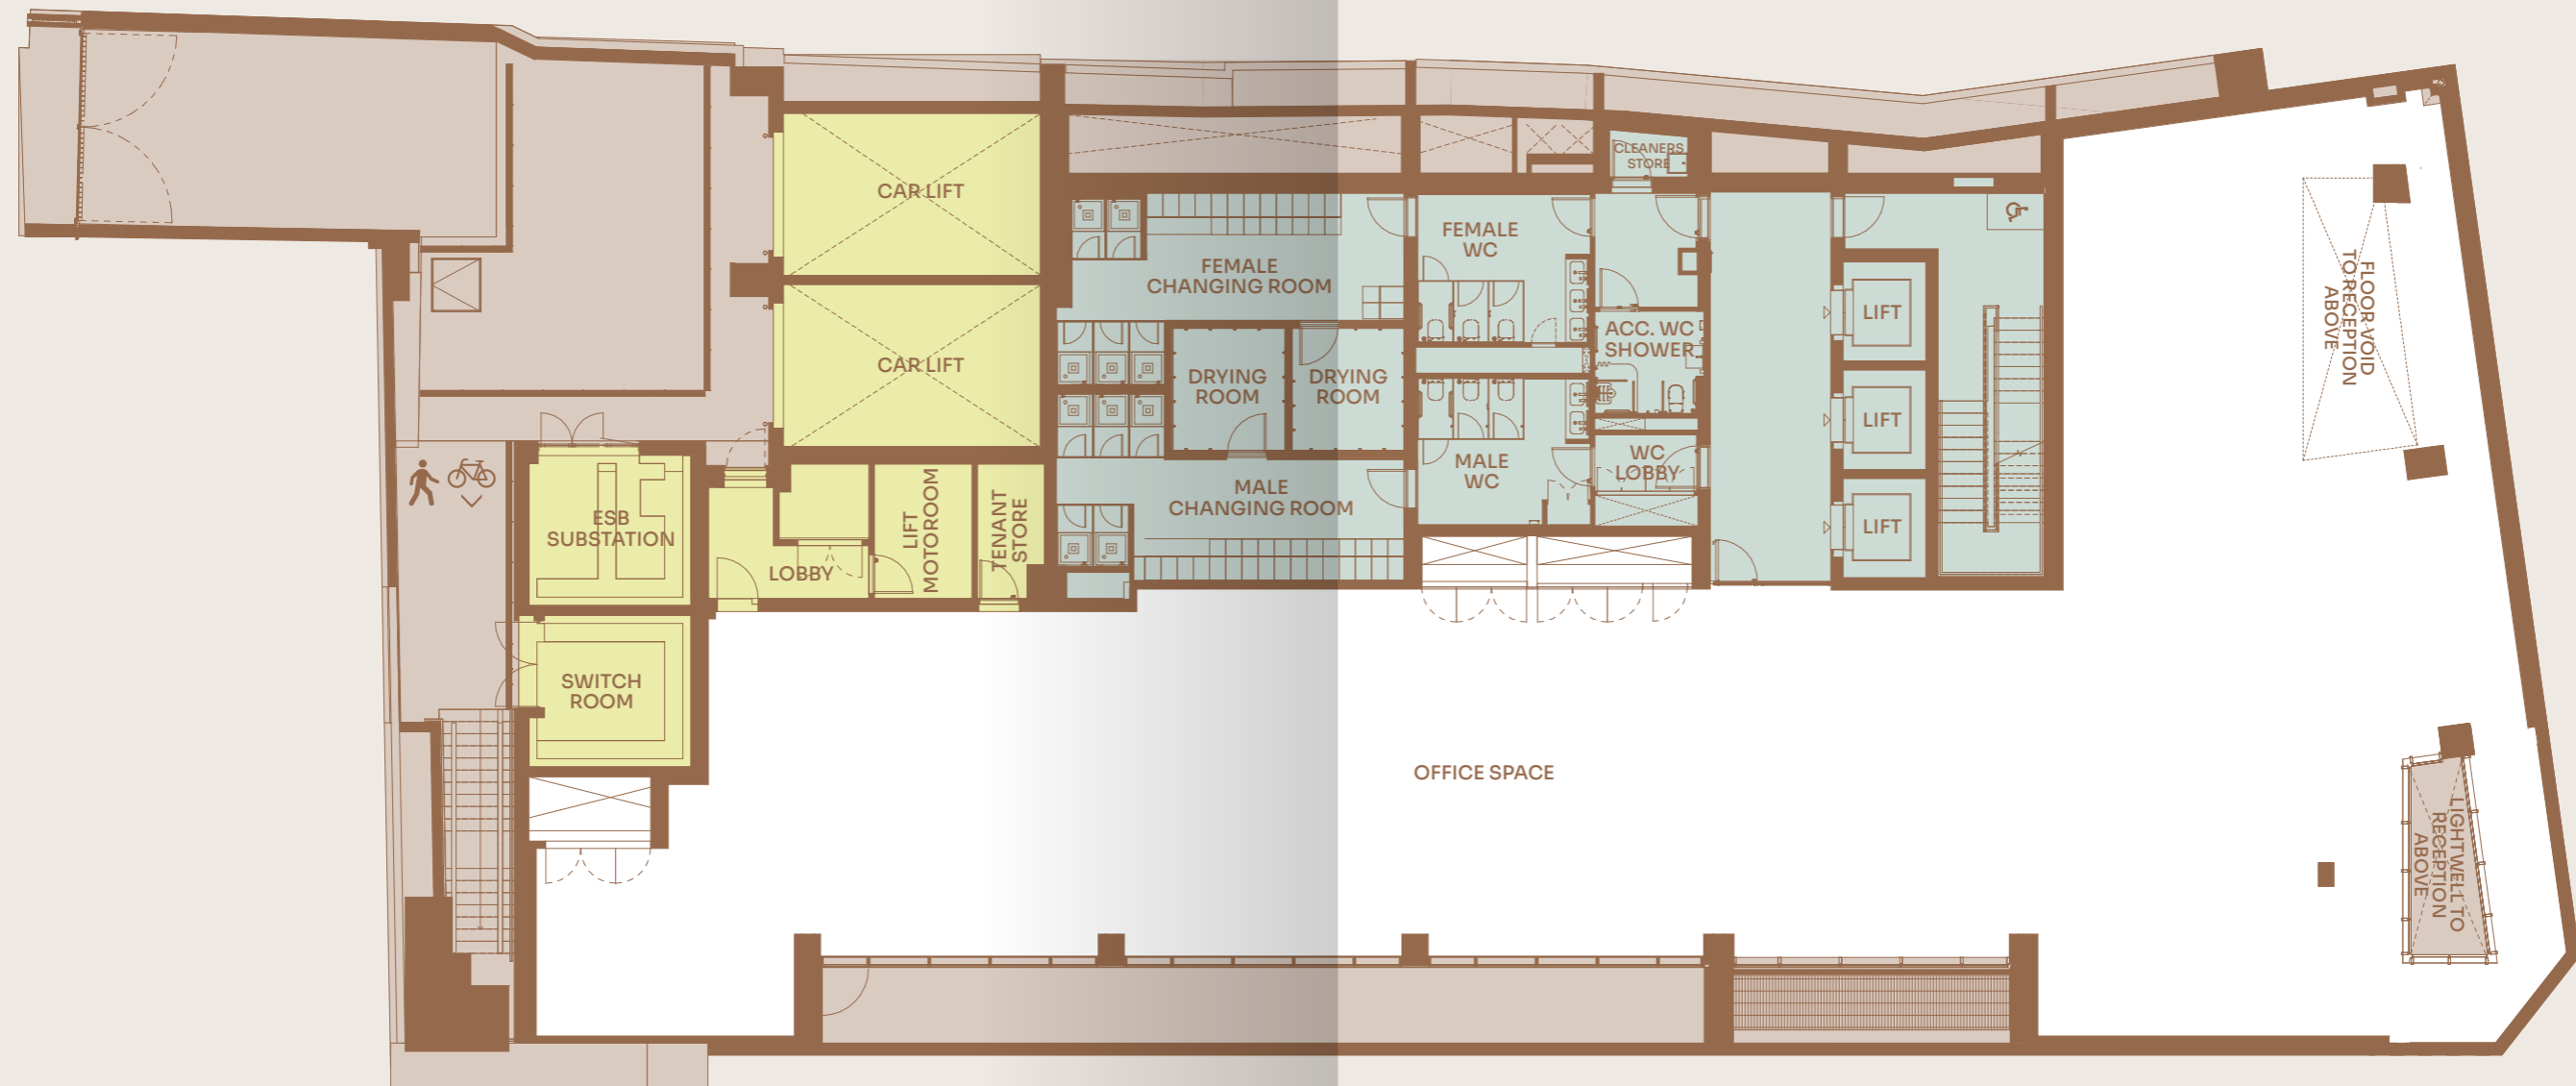 CLEANERS
STORE
CAR LIFT
FEMALE
WC
FEMALE
CHANGING ROOM
FLOOR VOID
TO RECEPTION
ABOVE
LIFT
ACC. WC
SHOWER
CAR LIFT
DRYING
ROOM
DRYING
ROOM
LIFT
MALE
WC
WC
LOBBY
MALE
CHANGING ROOM
ESB
SUBSTATION
LIFT
MOTOROOM
TENANT
STORE
LIFT
LOBBY
SWITCH
ROOM
OFFICE SPACE
LIGHTWELL TO
RECEPTION
ABOVE